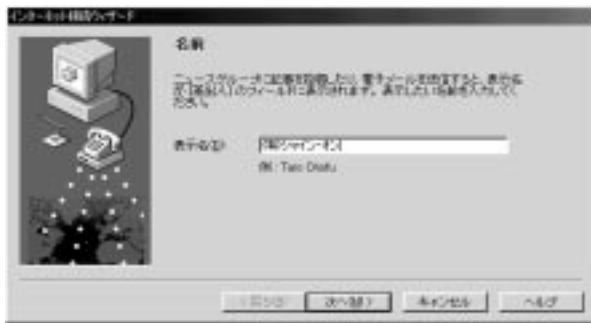 インターネット接続ウィザード
名前
ニュースグループに記事を投稿したり、電子メールを送信すると、表示名
が [差出人] のフィールドに表示されます。表示したい名前を入力してく
ださい。
表示名(D):
例 : Taro Chofu
< 戻る(B)
次へ(N) >
キャンセル
ヘルプ